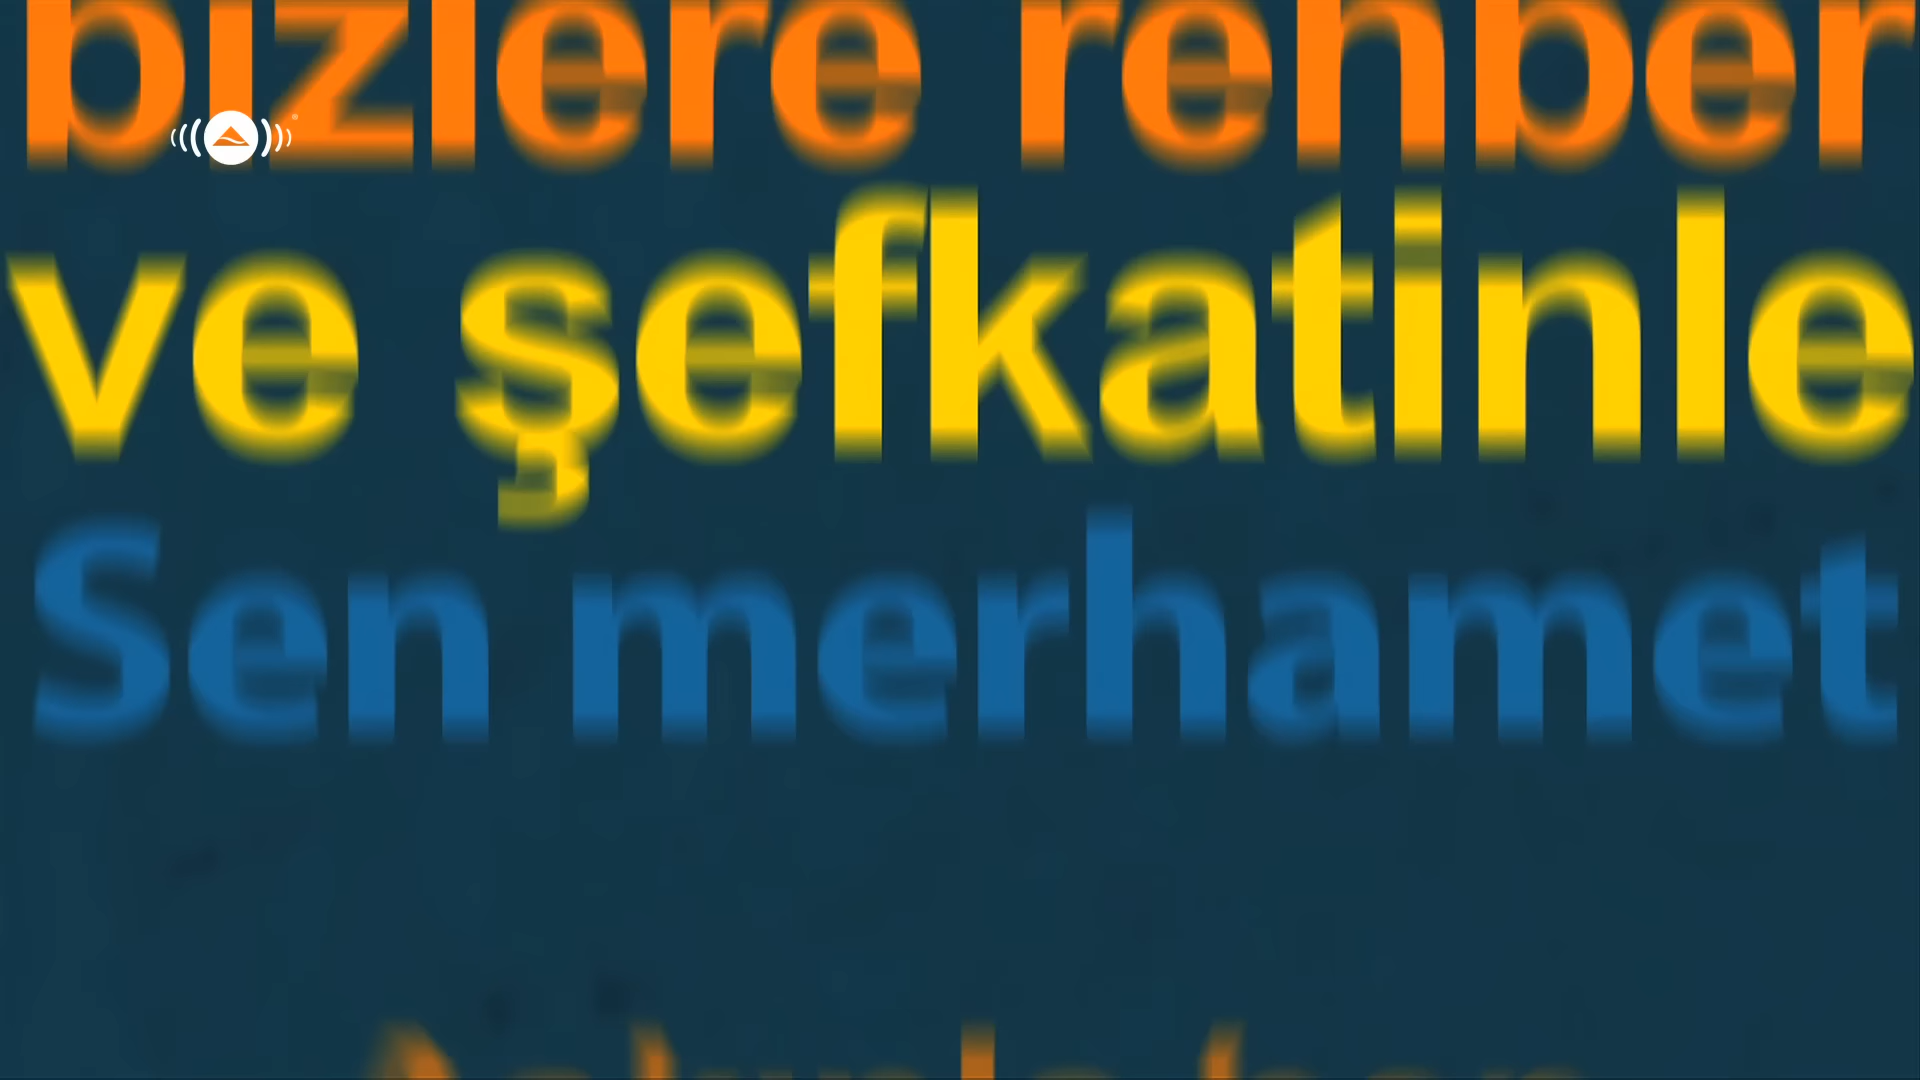 bizlere rehber
ve şefkatinle
Sen merhamet